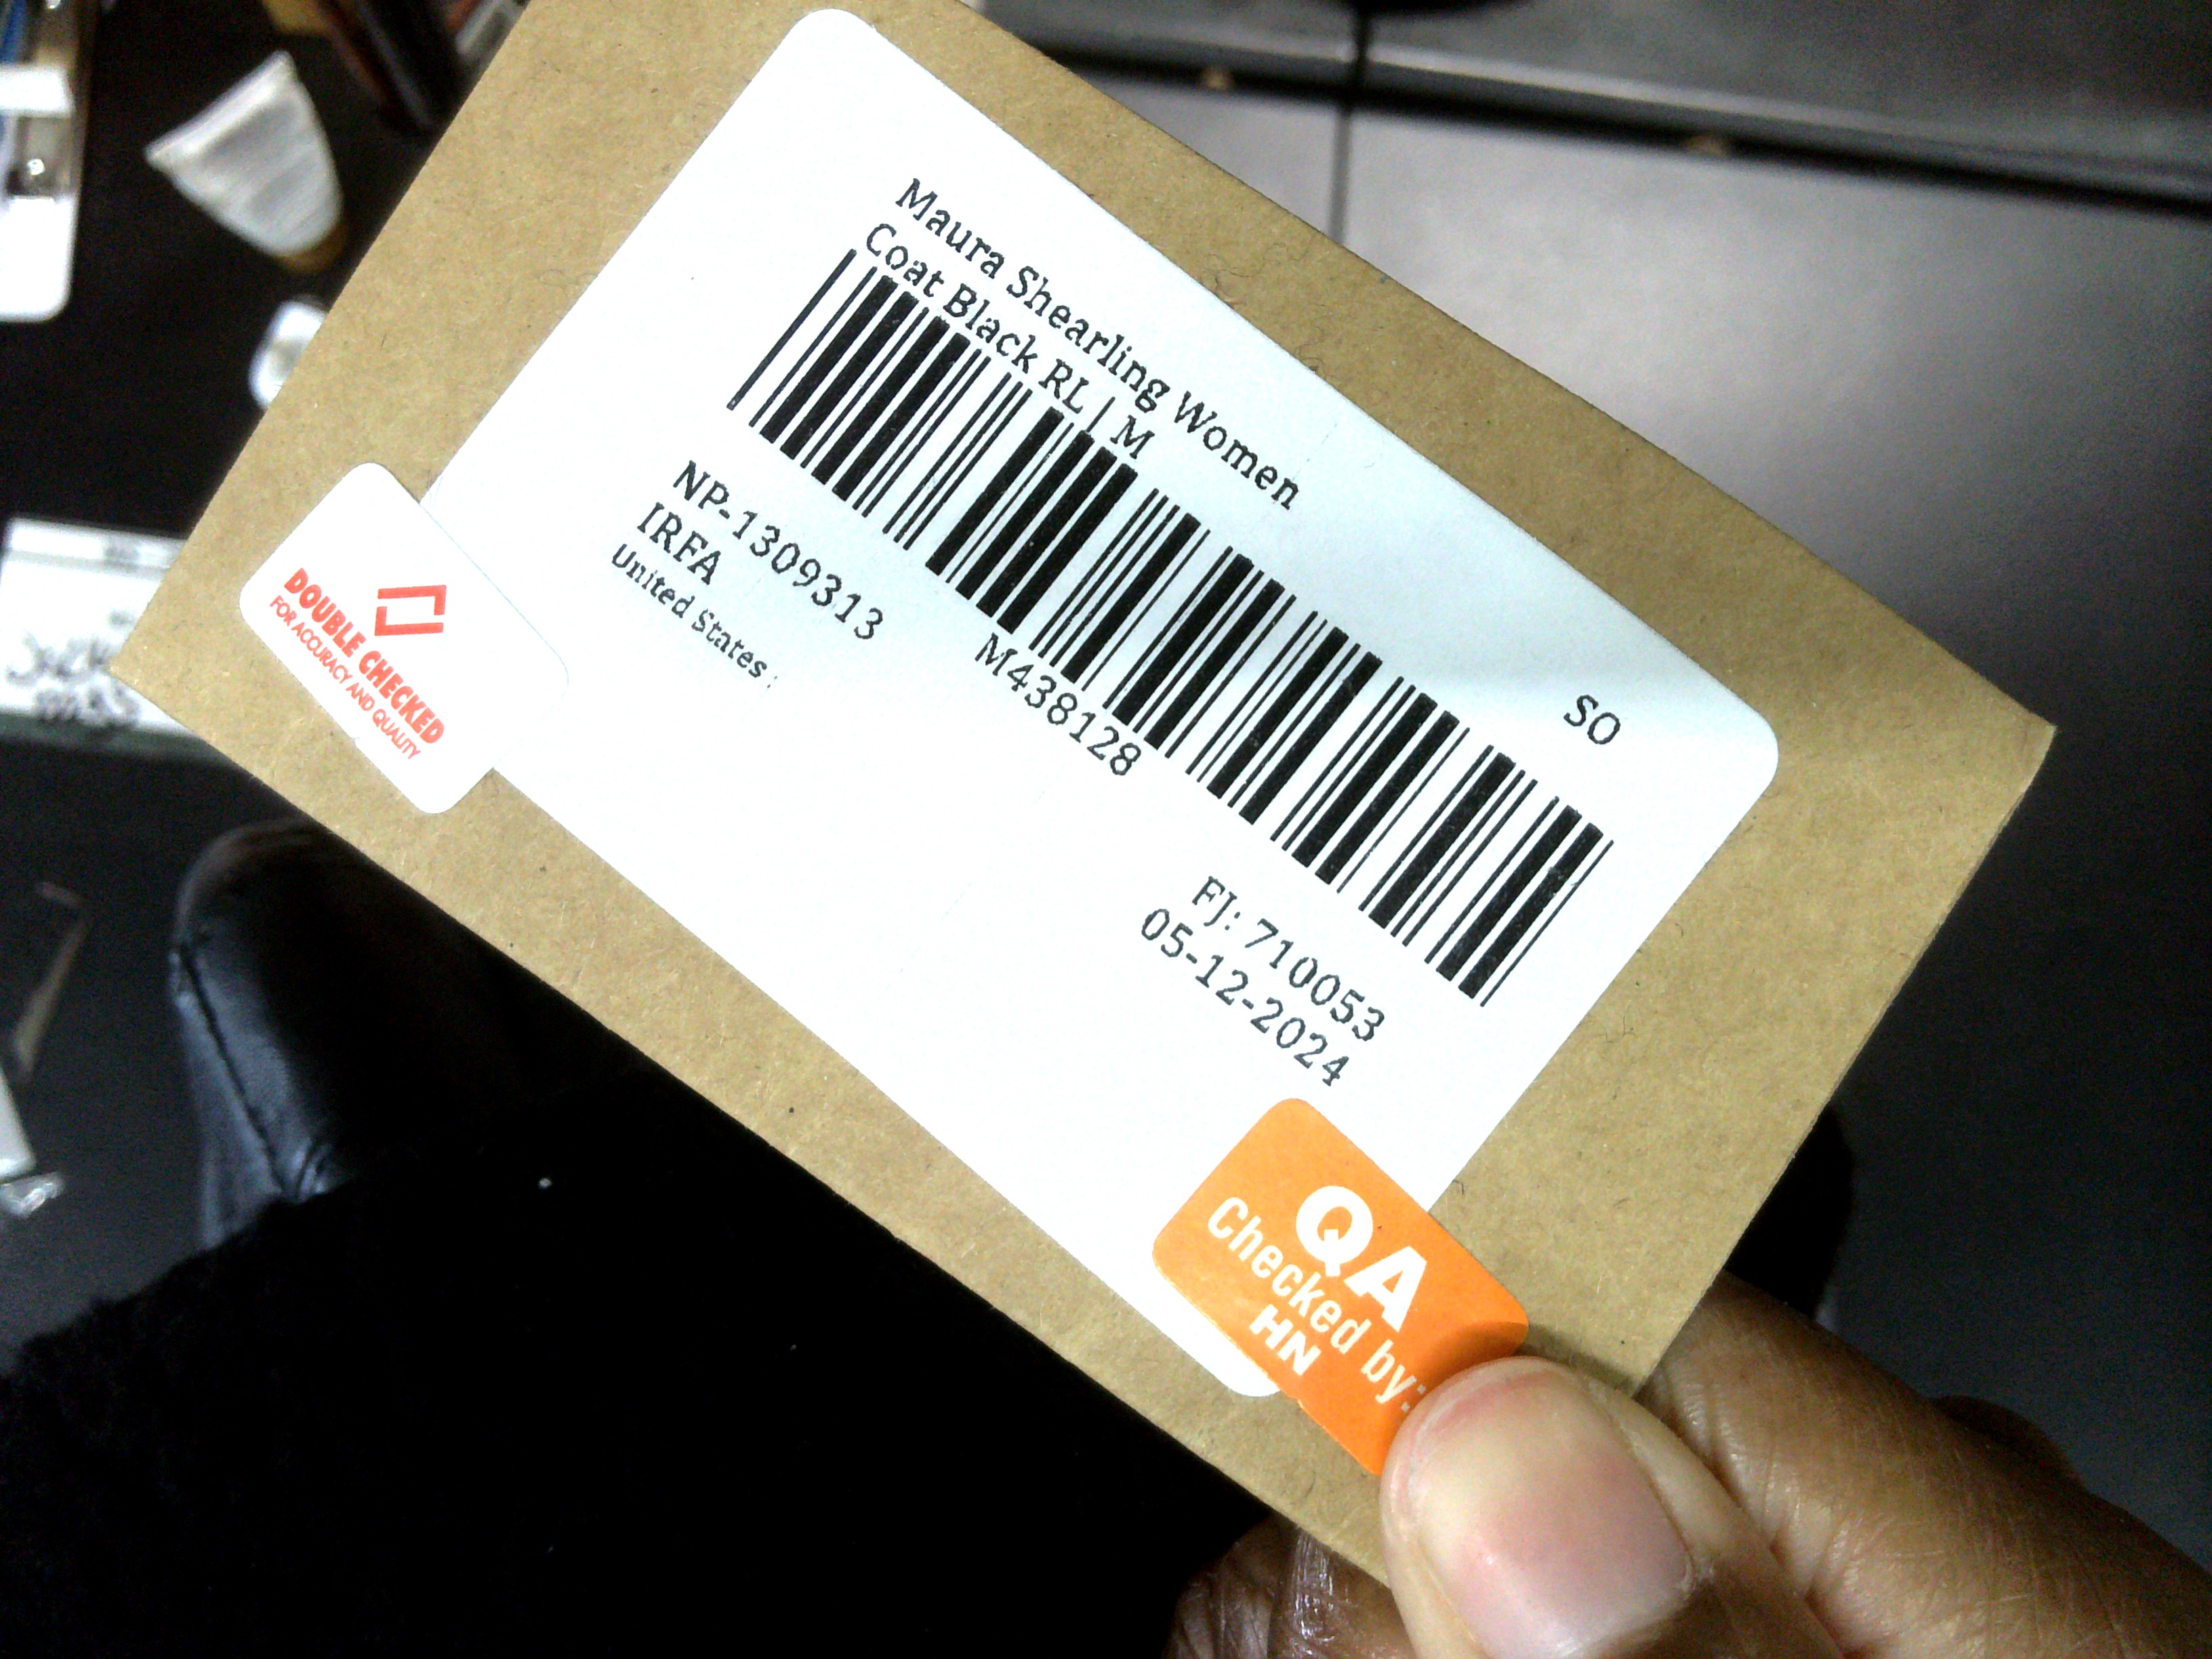 Maura Shearling Women
Coat Black RL | M
SO
NP-1309313
M438128
FJ: 710053
IRFA
05-12-2024
United States:
DOUBLE CHECKED
FOR ACCURACY AND QUALITY
QA
Checked by:
HN